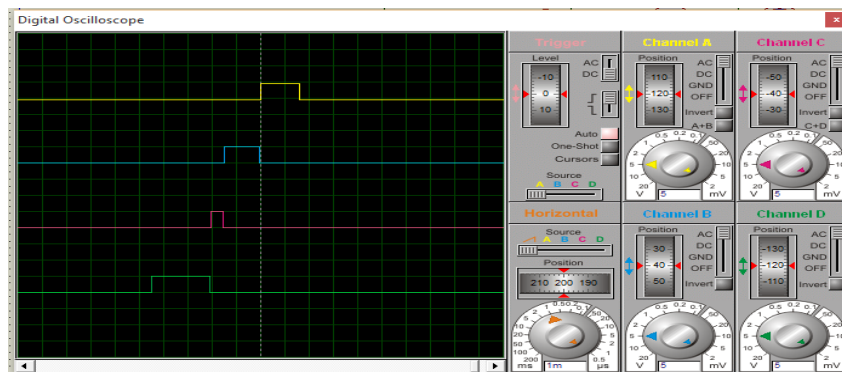 Digital Oscilloscope
Trigger
Level
AC
DC
-10
0
10
Auto
One-Shot
Cursors
Source
A B C D
Channel A
Position
AC
DC
GND
OFF
110
120
130
Invert
A+B
V 5 mV
Channel C
Position
AC
DC
GND
OFF
-50
-40
-30
Invert
C+D
V 5 mV
Horizontal
Source
A B C D
Position
210 200 190
ms 1m µs
Channel B
Position
AC
DC
GND
OFF
30
40
50
Invert
V 5 mV
Channel D
Position
AC
DC
GND
OFF
-130
-120
-110
Invert
V 5 mV